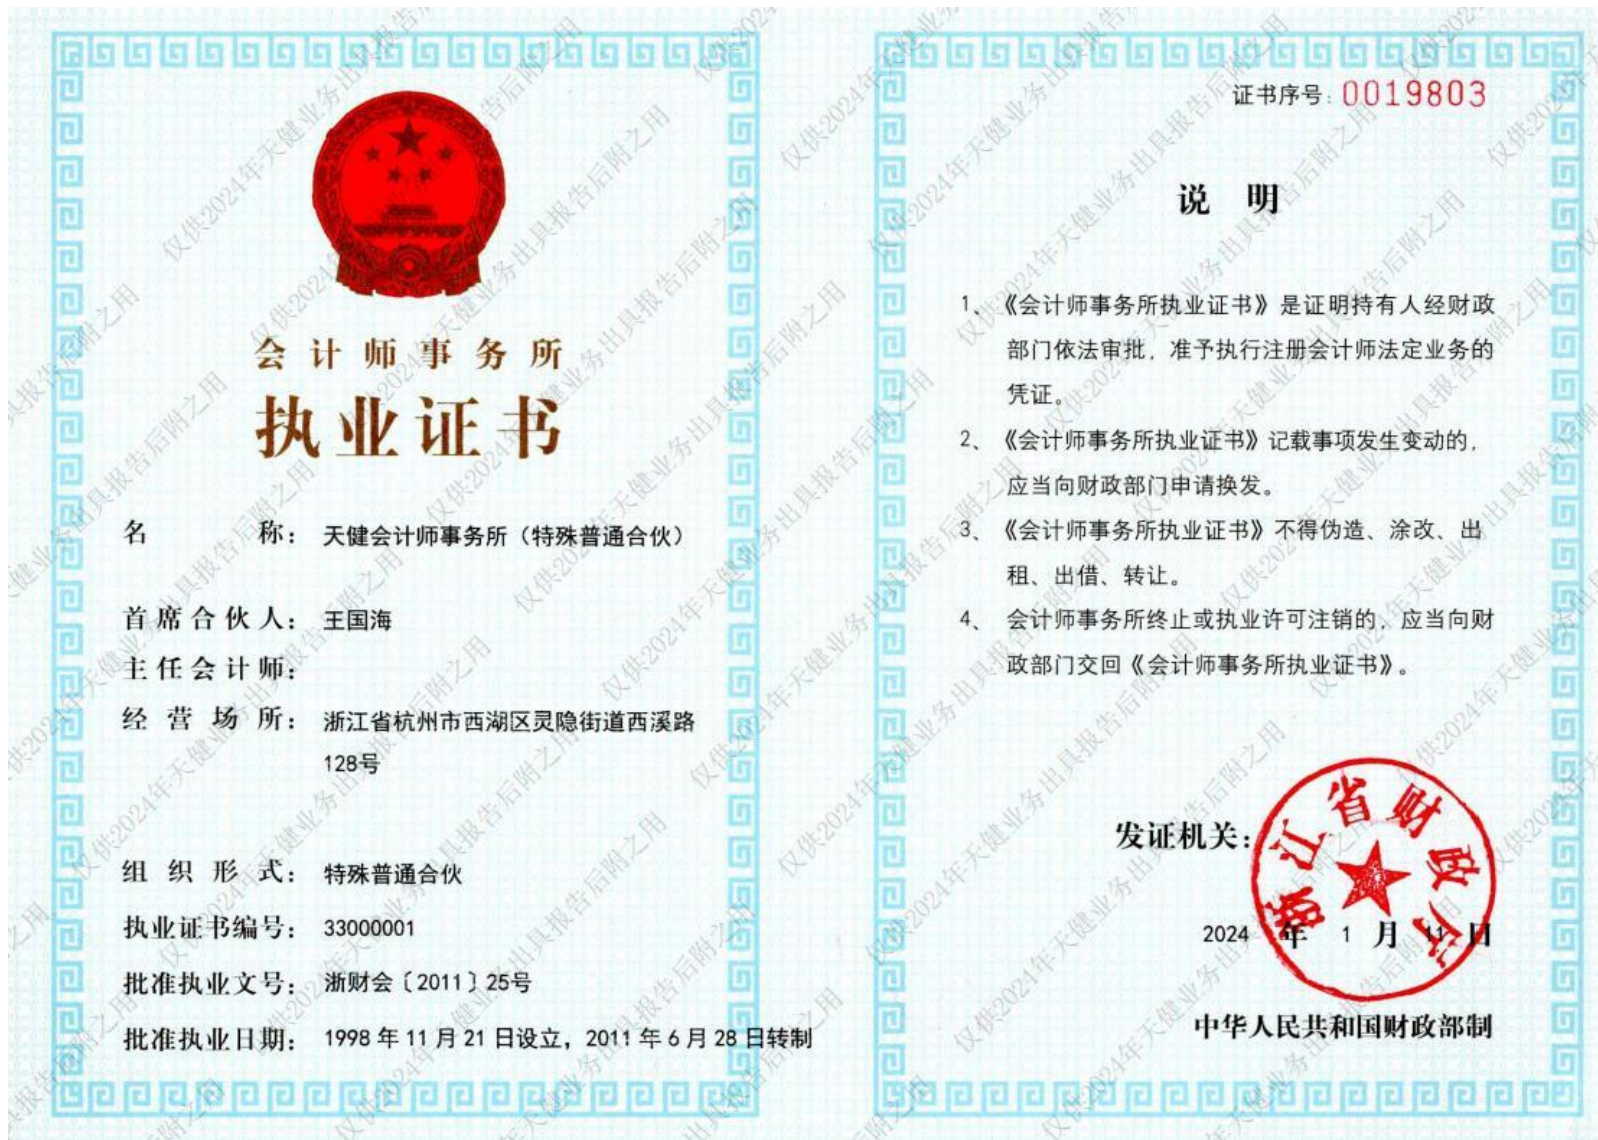 会计师事务所
执业证书
名 称： 天健会计师事务所（特殊普通合伙）
首席合伙人： 王国海
主任会计师：
经营场所： 浙江省杭州市西湖区灵隐街道西溪路
128号
组织形式： 特殊普通合伙
执业证书编号： 33000001
批准执业文号： 浙财会〔2011〕25号
批准执业日期： 1998年11月21日设立，2011年6月28日转制
证书序号：0019803
说 明
1、《会计师事务所执业证书》是证明持有人经财政
部门依法审批，准予执行注册会计师法定业务的
凭证。
2、《会计师事务所执业证书》记载事项发生变动的，
应当向财政部门申请换发。
3、《会计师事务所执业证书》不得伪造、涂改、出
租、出借、转让。
4、会计师事务所终止或执业许可注销的，应当向财
政部门交回《会计师事务所执业证书》。
发证机关：
浙江省财政厅
2024 年 1 月 11 日
中华人民共和国财政部制
仅供2024年天健业务出具报告后附之用